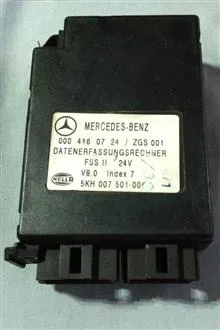 MERCEDES-BENZ
000 446 07 24 / ZGS 001
DATENERFASSUNGSRECHNER
FSS II 24V
V8.0 Index 7
HELLA
5KH 007 501-00